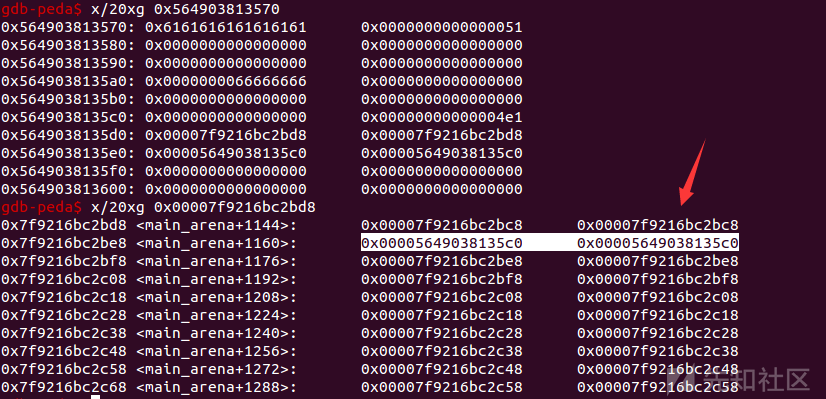 gdb-peda$ x/20xg 0x564903813570
0x564903813570: 0x6161616161616161 0x0000000000000051
0x564903813580: 0x0000000000000000 0x0000000000000000
0x564903813590: 0x0000000000000000 0x0000000000000000
0x5649038135a0: 0x0000000066666666 0x0000000000000000
0x5649038135b0: 0x0000000000000000 0x0000000000000000
0x5649038135c0: 0x0000000000000000 0x00000000000004e1
0x5649038135d0: 0x00007f9216bc2bd8 0x00007f9216bc2bd8
0x5649038135e0: 0x00005649038135c0 0x00005649038135c0
0x5649038135f0: 0x0000000000000000 0x0000000000000000
0x564903813600: 0x0000000000000000 0x0000000000000000
gdb-peda$ x/20xg 0x00007f9216bc2bd8
0x7f9216bc2bd8 <main_arena+1144>: 0x00007f9216bc2bc8 0x00007f9216bc2bc8
0x7f9216bc2be8 <main_arena+1160>: 0x00005649038135c0 0x00005649038135c0
0x7f9216bc2bf8 <main_arena+1176>: 0x00007f9216bc2be8 0x00007f9216bc2be8
0x7f9216bc2c08 <main_arena+1192>: 0x00007f9216bc2bf8 0x00007f9216bc2bf8
0x7f9216bc2c18 <main_arena+1208>: 0x00007f9216bc2c08 0x00007f9216bc2c08
0x7f9216bc2c28 <main_arena+1224>: 0x00007f9216bc2c18 0x00007f9216bc2c18
0x7f9216bc2c38 <main_arena+1240>: 0x00007f9216bc2c28 0x00007f9216bc2c28
0x7f9216bc2c48 <main_arena+1256>: 0x00007f9216bc2c38 0x00007f9216bc2c38
0x7f9216bc2c58 <main_arena+1272>: 0x00007f9216bc2c48 0x00007f9216bc2c48
0x7f9216bc2c68 <main_arena+1288>: 0x00007f9216bc2c58 0x00007f9216bc2c58
先知社区